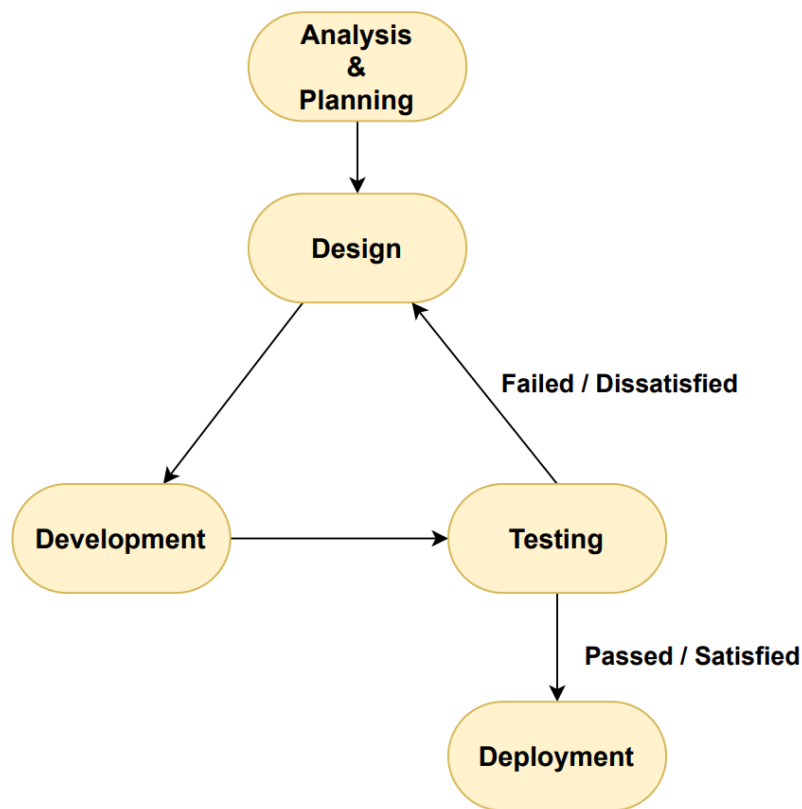 Analysis
&
Planning
Design
Failed / Dissatisfied
Development
Testing
Passed / Satisfied
Deployment